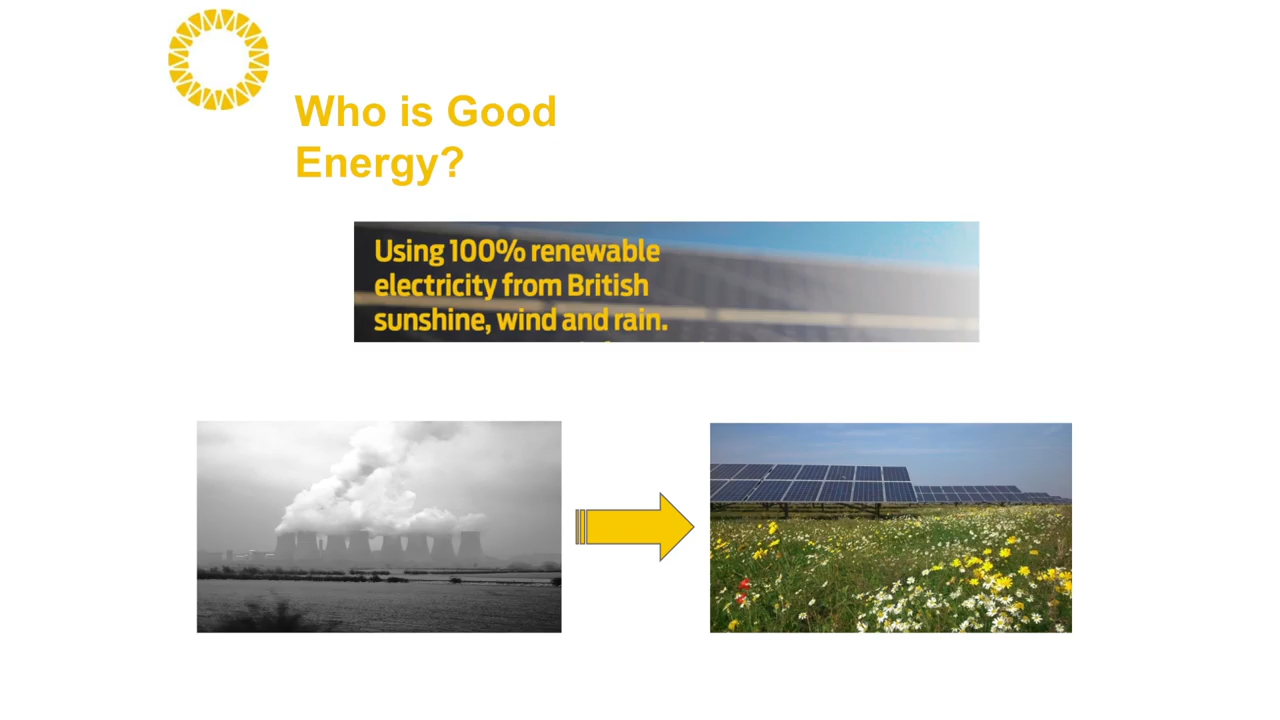 Who is Good
Energy?
Using 100% renewable
electricity from British
sunshine, wind and rain.